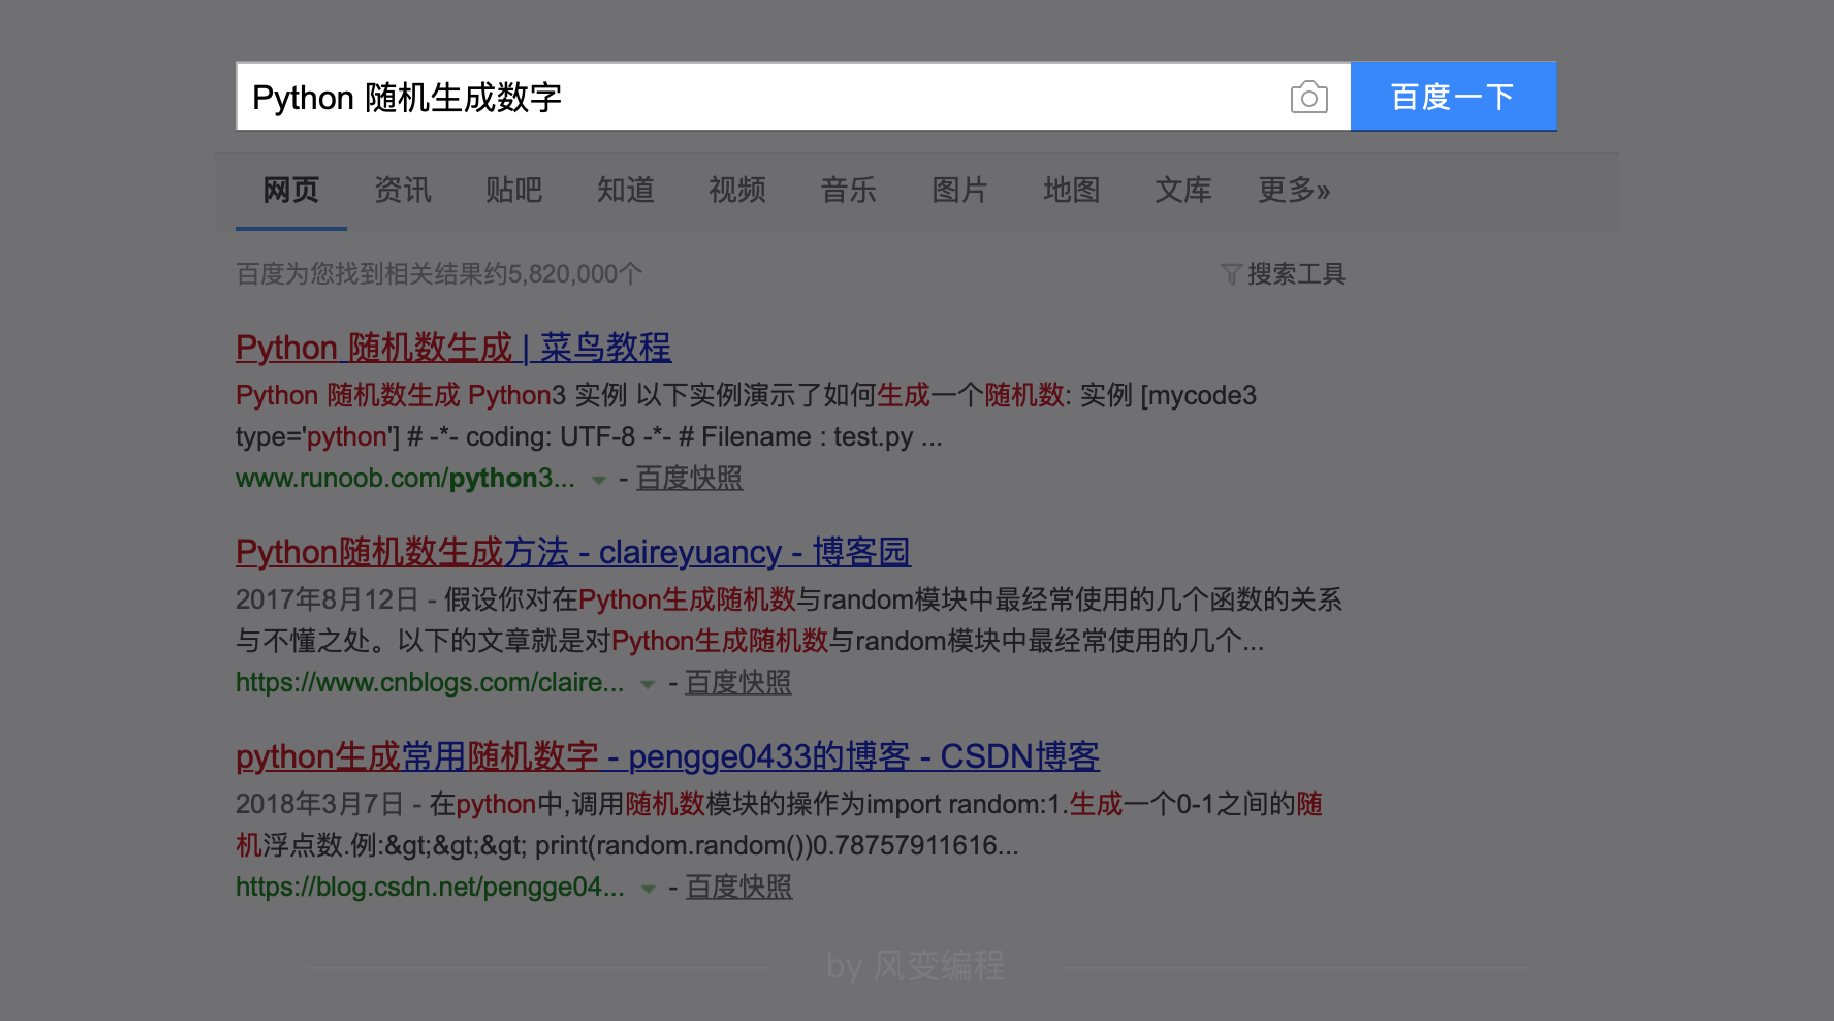 Python 随机生成数字
百度一下
网页 资讯 贴吧 知道 视频 音乐 图片 地图 文库 更多»
百度为您找到相关结果约5,820,000个
搜索工具
Python 随机数生成 | 菜鸟教程
Python 随机数生成 Python3 实例 以下实例演示了如何生成一个随机数: 实例 [mycode3
type='python'] # -*- coding: UTF-8 -*- # Filename : test.py ...
www.runoob.com/python3... - 百度快照
Python随机数生成方法 - claireyuancy - 博客园
2017年8月12日 - 假设你对在Python生成随机数与random模块中最经常使用的几个函数的关系
与不懂之处。以下的文章就是对Python生成随机数与random模块中最经常使用的几个...
https://www.cnblogs.com/claire... - 百度快照
python生成常用随机数字 - pengge0433的博客 - CSDN博客
2018年3月7日 - 在python中,调用随机数模块的操作为import random:1.生成一个0-1之间的随
机浮点数.例:&gt;&gt;&gt; print(random.random())0.78757911616...
https://blog.csdn.net/pengge04... - 百度快照
by 风变编程